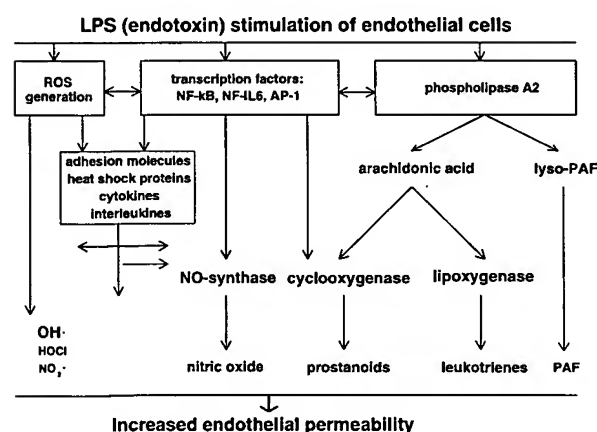 LPS (endotoxin) stimulation of endothelial cells
ROS
generation
transcription factors:
NF-kB, NF-IL6, AP-1
phospholipase A2
adhesion molecules
heat shock proteins
cytokines
interleukines
arachidonic acid
lyso-PAF
NO-synthase
cyclooxygenase
lipoxygenase
OH·
HOCl
NO₂·
nitric oxide
prostanoids
leukotrienes
PAF
Increased endothelial permeability